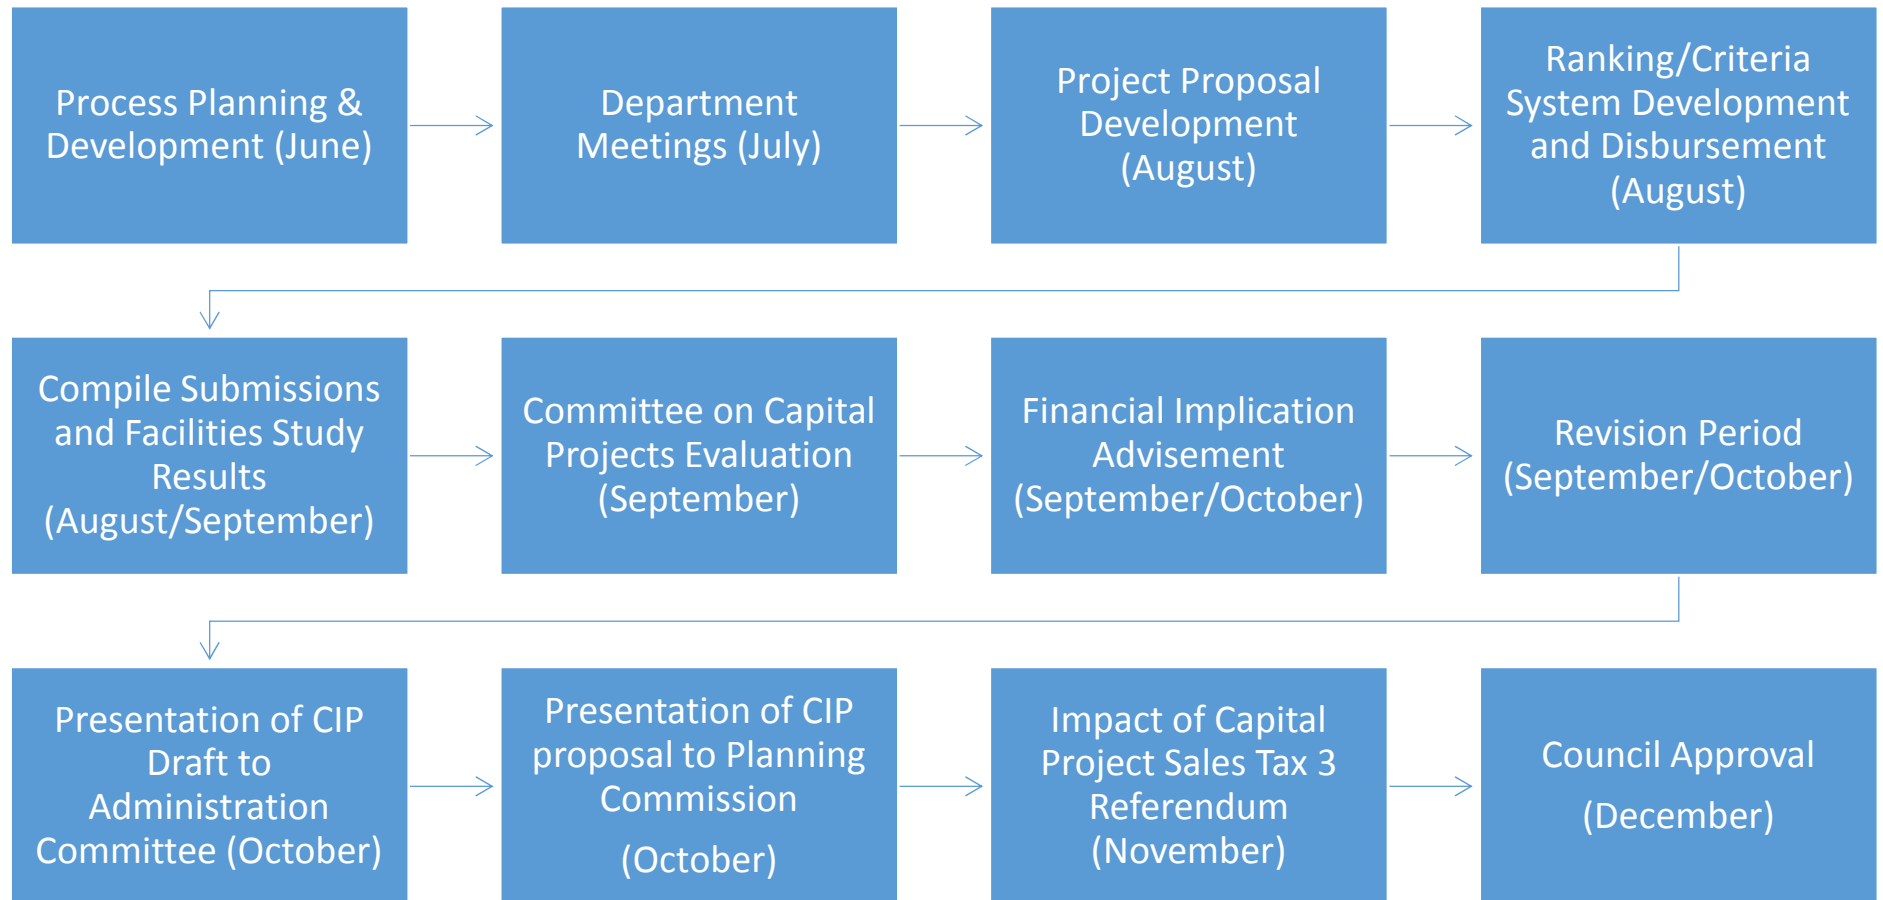 Process Planning &
Development (June)
Department
Meetings (July)
Project Proposal
Development
(August)
Ranking/Criteria
System Development
and Disbursement
(August)
Compile Submissions
and Facilities Study
Results
(August/September)
Committee on Capital
Projects Evaluation
(September)
Financial Implication
Advisement
(September/October)
Revision Period
(September/October)
Presentation of CIP
Draft to
Administration
Committee (October)
Presentation of CIP
proposal to Planning
Commission
(October)
Impact of Capital
Project Sales Tax 3
Referendum
(November)
Council Approval
(December)